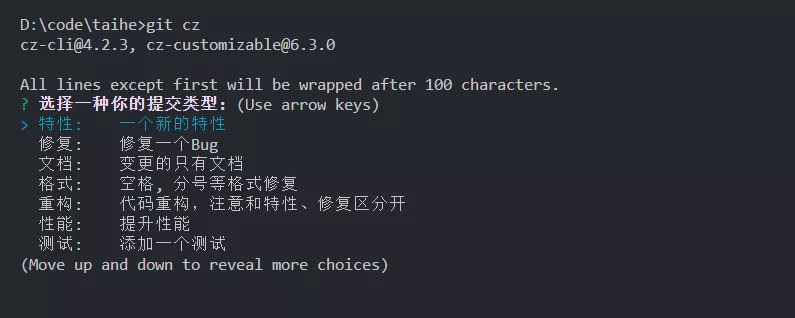 D:\code\taihe>git cz
cz-cli@4.2.3, cz-customizable@6.3.0
All lines except first will be wrapped after 100 characters.
? 选择一种你的提交类型: (Use arrow keys)
> 特性: 一个新的特性
修复: 修复一个Bug
文档: 变更的只有文档
格式: 空格, 分号等格式修复
重构: 代码重构，注意和特性、修复区分开
性能: 提升性能
测试: 添加一个测试
(Move up and down to reveal more choices)